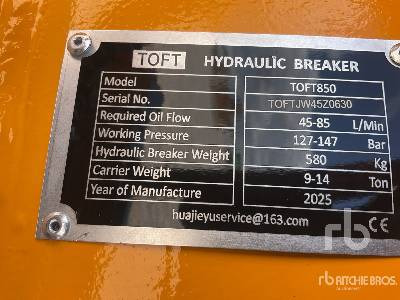 TOFT HYDRAULIC BREAKER
Model TOFT850
Serial No. TOFTJW45Z0630
Required Oil Flow 45-85 L/Min
Working Pressure 127-147 Bar
Hydraulic Breaker Weight 580 Kg
Carrier Weight 9-14 Ton
Year of Manufacture 2025
huajieyuservice@163.com CE
rb
rb RITCHIE BROS.